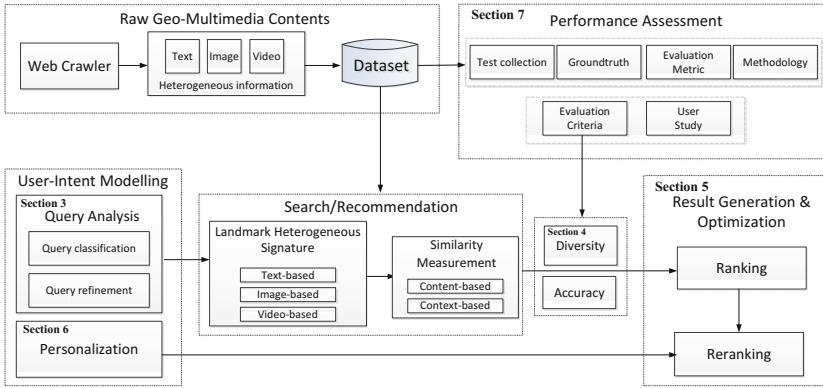 Raw Geo-Multimedia Contents
Web Crawler
Text
Image
Video
Heterogeneous information
Dataset
Section 7
Performance Assessment
Test collection
Groundtruth
Evaluation
Metric
Methodology
Evaluation
Criteria
User
Study
User-Intent Modelling
Section 3
Query Analysis
Query classification
Query refinement
Section 6
Personalization
Search/Recommendation
Landmark Heterogeneous
Signature
Text-based
Image-based
Video-based
Similarity
Measurement
Content-based
Context-based
Section 4
Diversity
Accuracy
Section 5
Result Generation &
Optimization
Ranking
Reranking